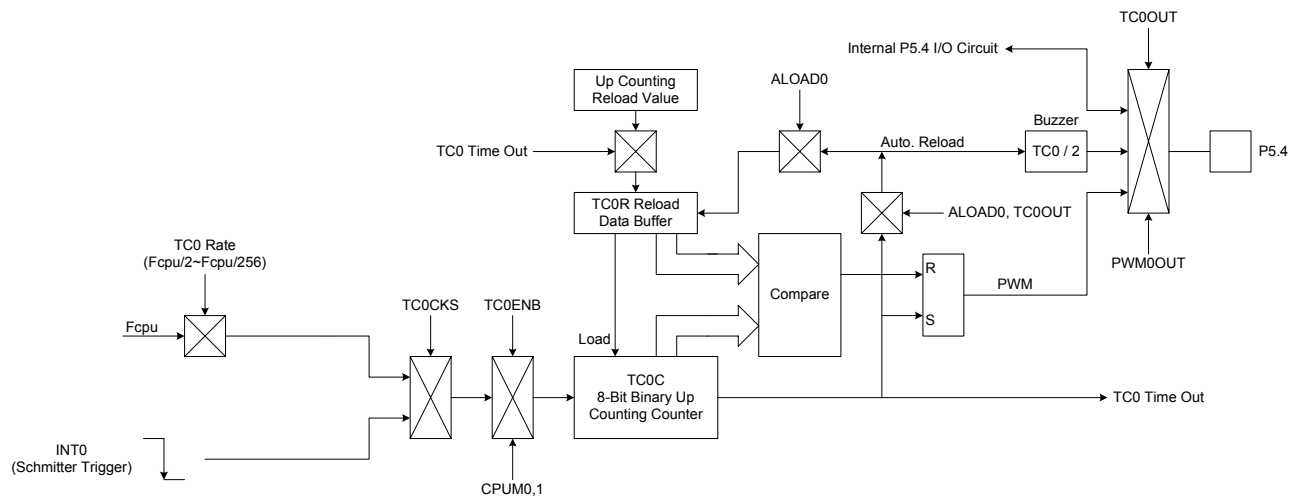 TC0OUT
Internal P5.4 I/O Circuit
Up Counting
Reload Value
ALOAD0
Buzzer
TC0 Time Out
Auto. Reload
TC0 / 2
P5.4
TC0R Reload
Data Buffer
ALOAD0, TC0OUT
TC0 Rate
(Fcpu/2~Fcpu/256)
Compare
R
S
PWM
PWM0OUT
TC0CKS
TC0ENB
Fcpu
Load
TC0C
8-Bit Binary Up
Counting Counter
TC0 Time Out
INT0
(Schmitter Trigger)
CPUM0,1